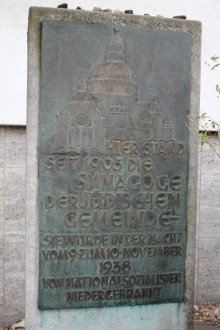 HIER STAND
SEIT 1905 DIE
SYNAGOGE
DER JÜDISCHEN
GEMEINDE-
SIE WURDE IN DER NACHT
VOM 9. ZUM 10. NOVEMBER
1938
VON NATIONALSOZIALISTEN
NIEDERGEBRANNT